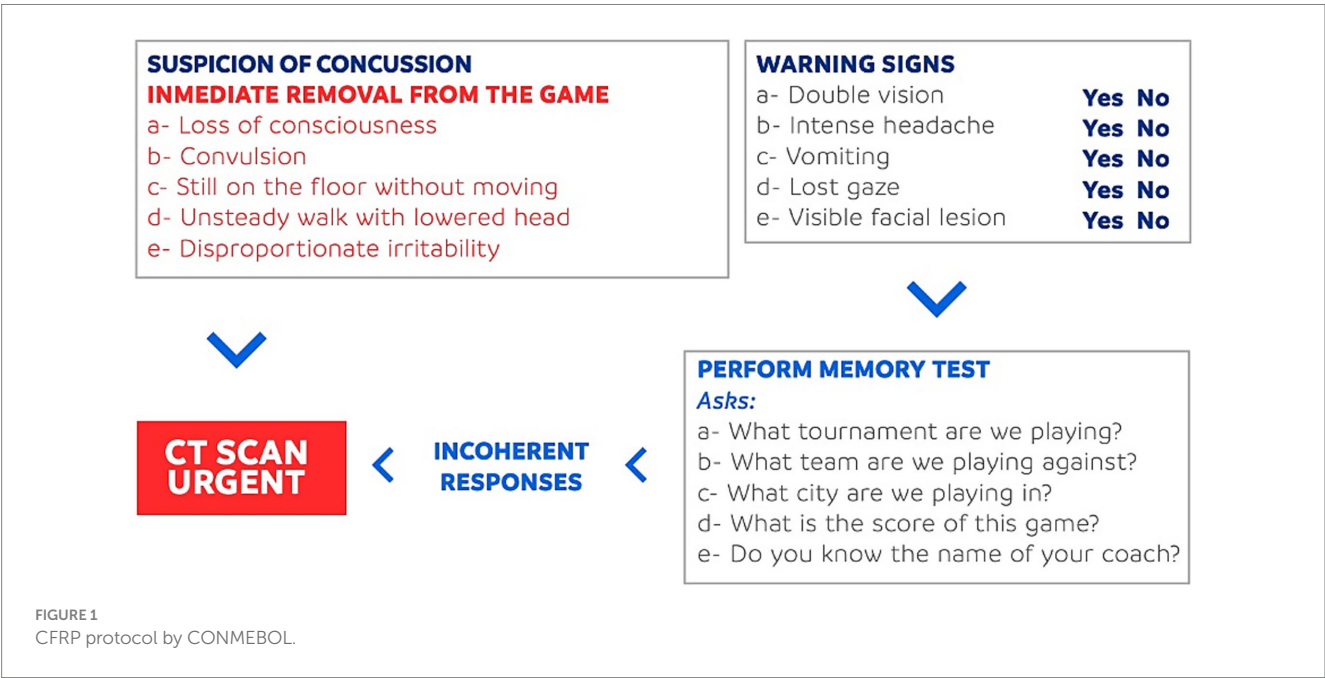 SUSPICION OF CONCUSSION
INMEDIATE REMOVAL FROM THE GAME
a- Loss of consciousness
b- Convulsion
c- Still on the floor without moving
d- Unsteady walk with lowered head
e- Disproportionate irritability
WARNING SIGNS
a- Double vision Yes No
b- Intense headache Yes No
c- Vomiting Yes No
d- Lost gaze Yes No
e- Visible facial lesion Yes No
PERFORM MEMORY TEST
Asks:
a- What tournament are we playing?
b- What team are we playing against?
c- What city are we playing in?
d- What is the score of this game?
e- Do you know the name of your coach?
INCOHERENT
RESPONSES
CT SCAN
URGENT
FIGURE 1
CFRP protocol by CONMEBOL.